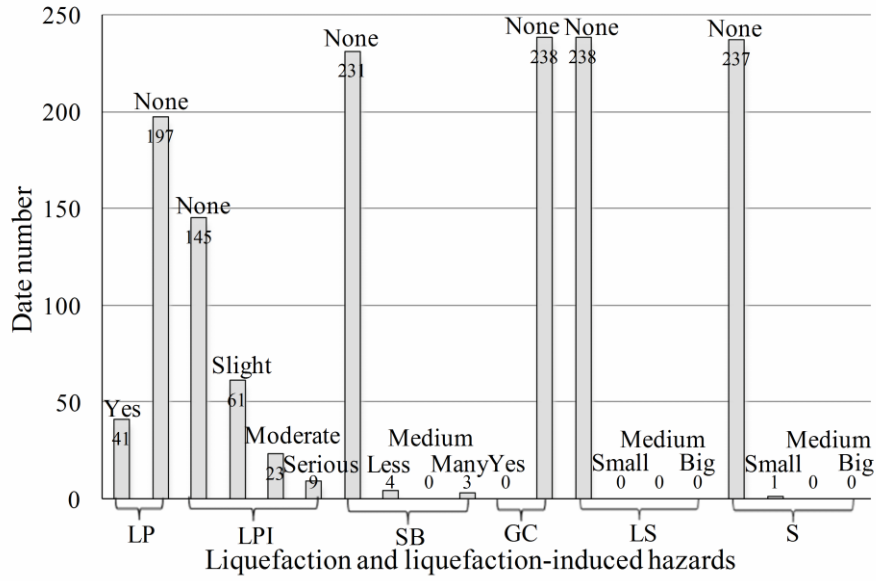 250
None
None
None
None
231
238
238
237
200
None
197
150
None
145
Date number
100
Slight
61
50
Yes
41
Moderate
Medium
Medium
Medium
23
Serious
Less
Many
Yes
Small
Big
Small
Big
9
4
0
3
0
0
0
0
1
0
0
0
LP
LPI
SB
GC
LS
S
Liquefaction and liquefaction-induced hazards